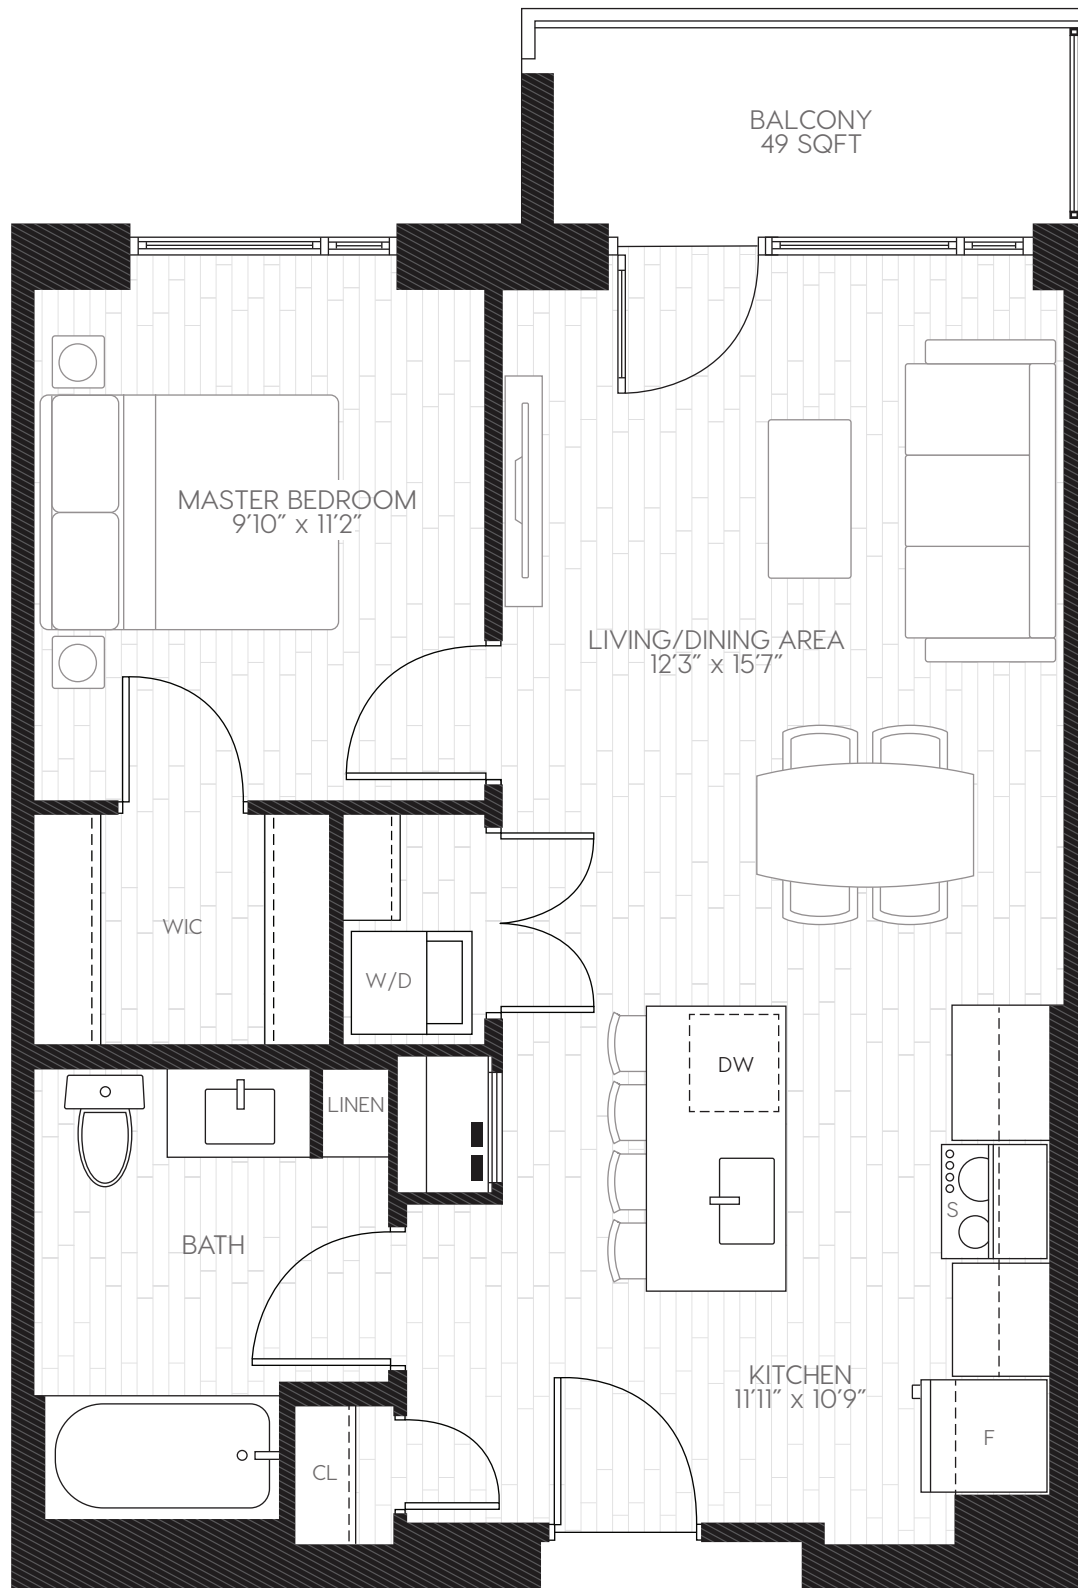 BALCONY
49 SQFT
MASTER BEDROOM
9'10" x 11'2"
LIVING/DINING AREA
12'3" x 15'7"
WIC
W/D
DW
LINEN
S
BATH
KITCHEN
11'11" x 10'9"
F
CL